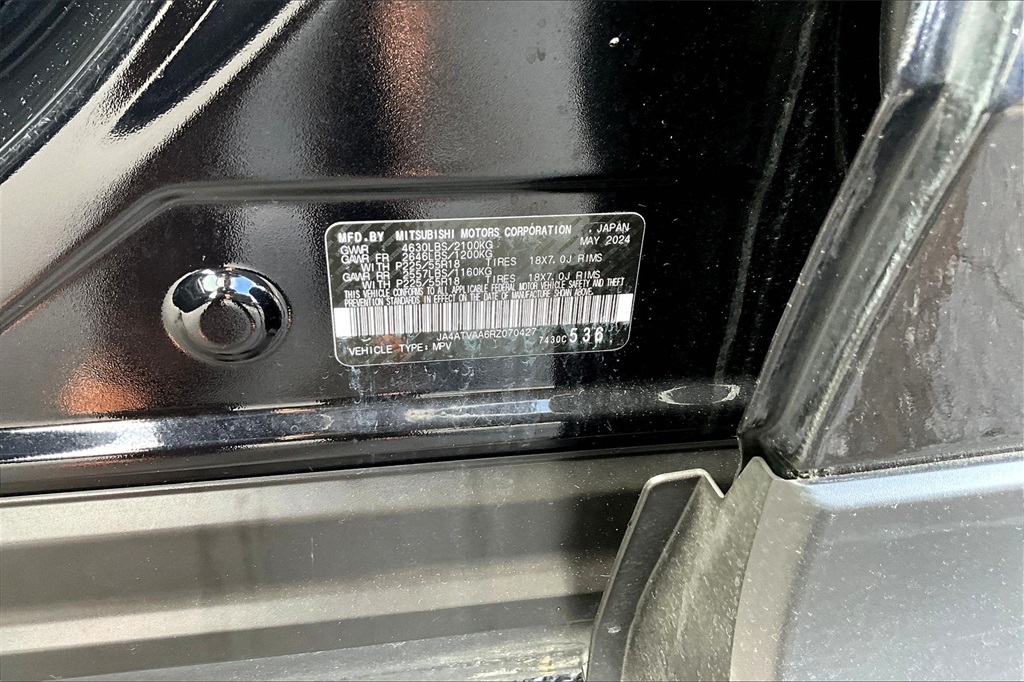 MFD.BY MITSUBISHI MOTORS CORPORATION , JAPAN
GVWR 4630LBS/2100KG MAY 2024
GAWR FR 2646LBS/1200KG
- WITH P225/55R18 TIRES 18X7.0J RIMS
GAWR RR 2557LBS/1160KG
- WITH P225/55R18 TIRES 18X7.0J RIMS
THIS VEHICLE CONFORMS TO ALL APPLICABLE FEDERAL MOTOR VEHICLE SAFETY AND THEFT
PREVENTION STANDARDS IN EFFECT ON THE DATE OF MANUFACTURE SHOWN ABOVE.
JA4ATVAA6RZ070427 7430C 536
VEHICLE TYPE:MPV